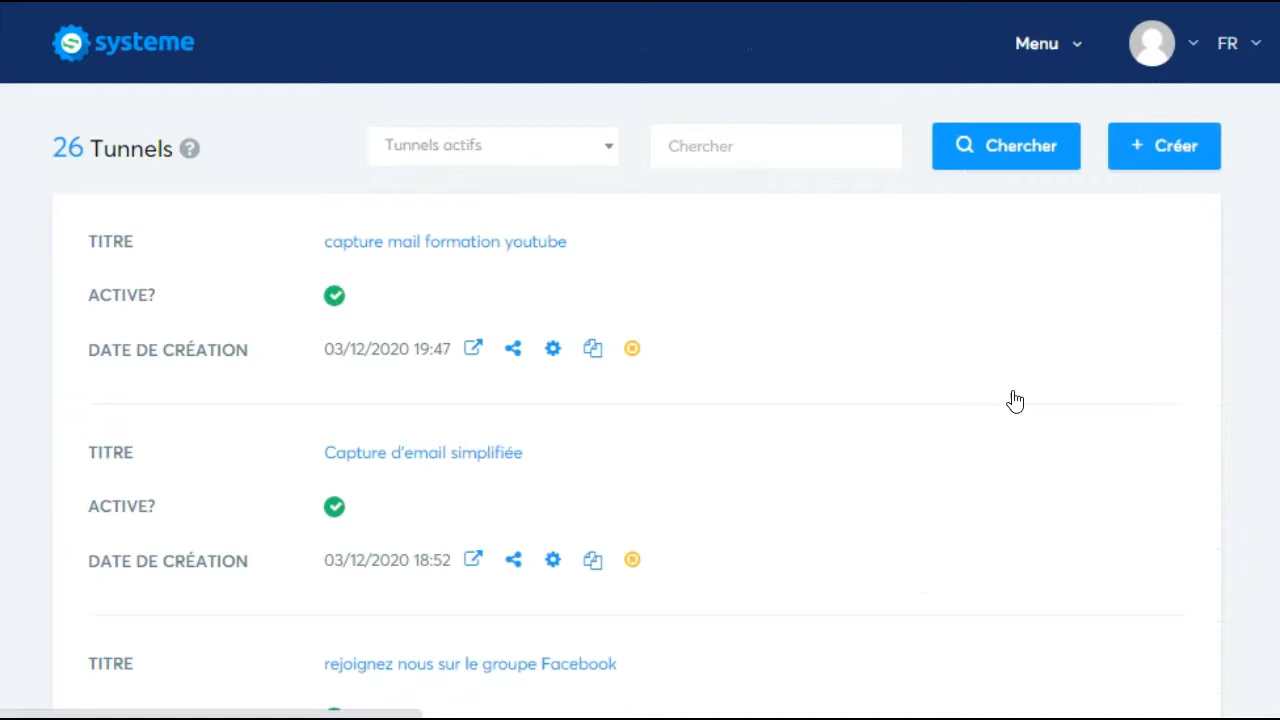 systeme
Menu
FR
26 Tunnels
Tunnels actifs
Chercher
Chercher
+ Créer
TITRE
capture mail formation youtube
ACTIVE?
DATE DE CRÉATION
03/12/2020 19:47
TITRE
Capture d'email simplifiée
ACTIVE?
DATE DE CRÉATION
03/12/2020 18:52
TITRE
rejoignez nous sur le groupe Facebook